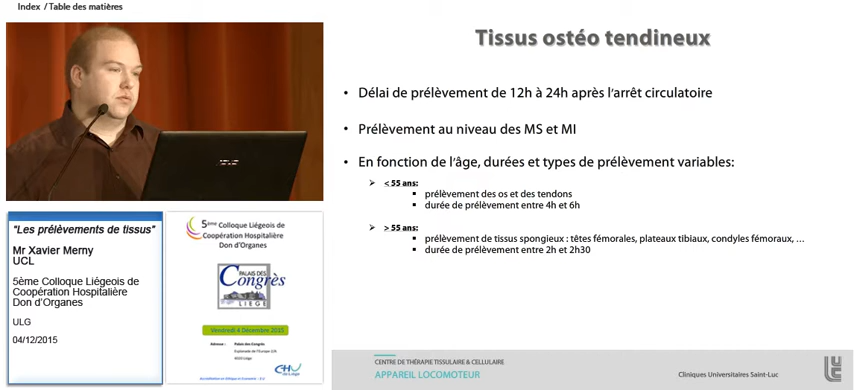 Index / Table des matières
Tissus ostéo tendineux
• Délai de prélèvement de 12h à 24h après l'arrêt circulatoire
• Prélèvement au niveau des MS et MI
• En fonction de l'âge, durées et types de prélèvement variables:
➢ < 55 ans:
▪ prélèvement des os et des tendons
▪ durée de prélèvement entre 4h et 6h
➢ > 55 ans:
▪ prélèvement de tissus spongieux : têtes fémorales, plateaux tibiaux, condyles fémoraux, …
▪ durée de prélèvement entre 2h et 2h30
"Les prélèvements de tissus"
Mr Xavier Merny
UCL
5ème Colloque Liégeois de
Coopération Hospitalière
Don d'Organes
ULG
04/12/2015
5ème Colloque Liégeois de
Coopération Hospitalière
Don d'Organes
PALAIS DES
Congrès
LIEGE
Vendredi 4 Décembre 2015
Adresse : Palais des Congrès
Esplanade de l'Europe 2/A
4020 Liège
CHU
de Liège
CENTRE DE THÉRAPIE TISSULAIRE & CELLULAIRE
APPAREIL LOCOMOTEUR
Cliniques Universitaires Saint-Luc